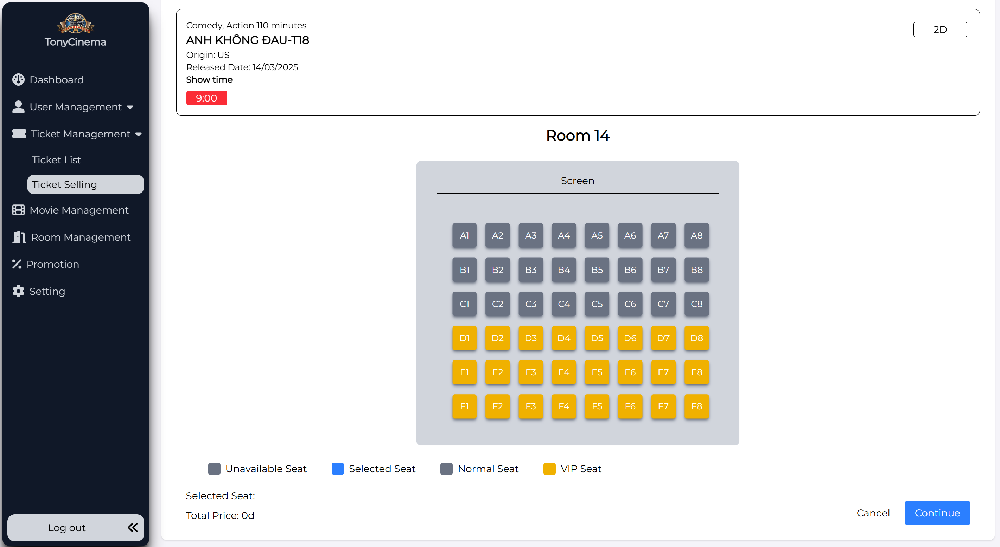 TonyCinema
Dashboard
User Management
Ticket Management
Ticket List
Ticket Selling
Movie Management
Room Management
Promotion
Setting
Log out
Comedy, Action 110 minutes
2D
ANH KHÔNG ĐAU-T18
Origin: US
Released Date: 14/03/2025
Show time
9:00
Room 14
Screen
A1 A2 A3 A4 A5 A6 A7 A8
B1 B2 B3 B4 B5 B6 B7 B8
C1 C2 C3 C4 C5 C6 C7 C8
D1 D2 D3 D4 D5 D6 D7 D8
E1 E2 E3 E4 E5 E6 E7 E8
F1 F2 F3 F4 F5 F6 F7 F8
Unavailable Seat Selected Seat Normal Seat VIP Seat
Selected Seat:
Total Price: 0đ
Cancel Continue